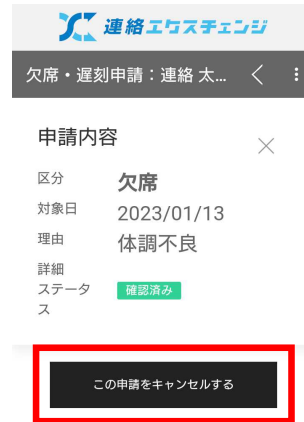 連絡エクスチェンジ
欠席・遅刻申請：連絡 太...
申請内容
区分 欠席
対象日 2023/01/13
理由 体調不良
詳細
ステータス 確認済み
この申請をキャンセルする